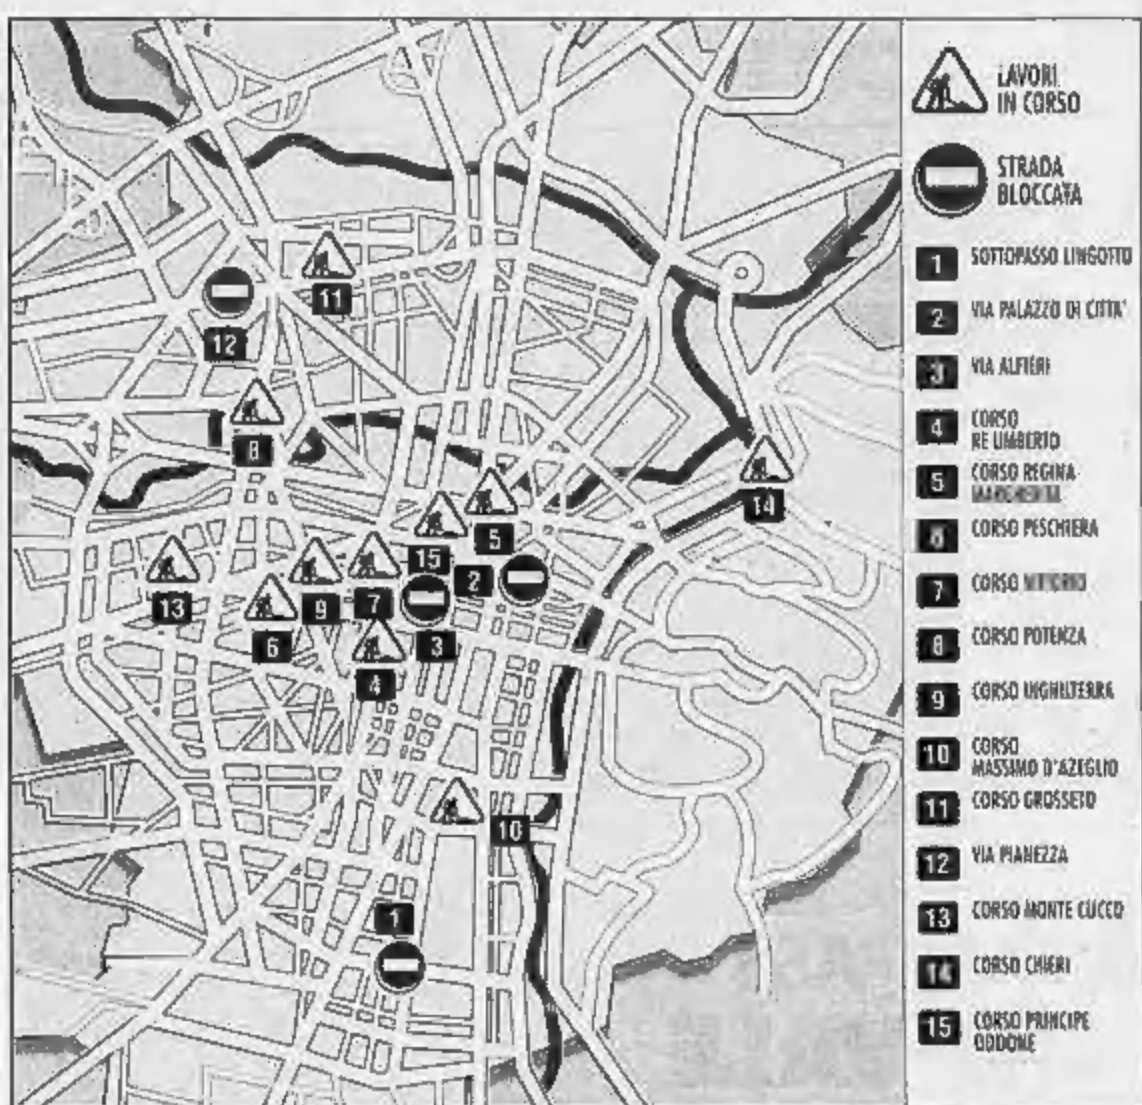 LAVORI
IN CORSO
STRADA
BLOCCATA
1 SOTTOPASSO LINGOTTO
2 VIA PALAZZO DI CITTA'
3 VIA ALFIERI
4 CORSO
RE UMBERTO
5 CORSO REGINA
MARGHERITA
6 CORSO PESCHIERA
7 CORSO VITTORIO
8 CORSO POTENZA
9 CORSO INGHILTERRA
10 CORSO
MASSIMO D'AZEGLIO
11 CORSO GROSSETO
12 VIA PIANEZZA
13 CORSO MONTE CUCCO
14 CORSO CHIERI
15 CORSO PRINCIPE
ODDONE
11
12
8
14
5
15
2
13
9
7
6
3
4
10
1